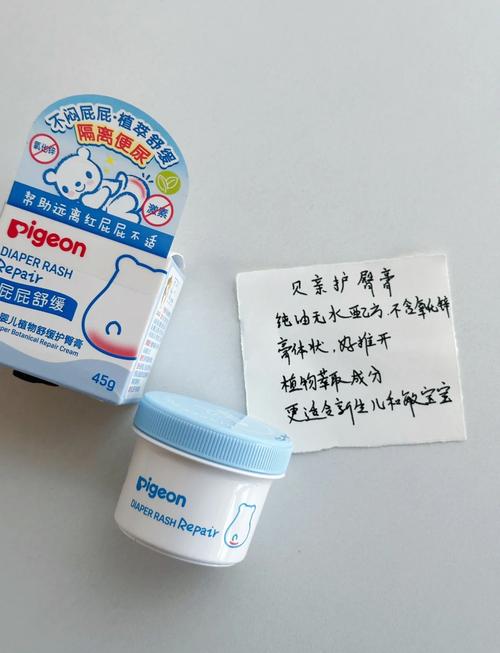 不闷屁屁·植萃舒缓
隔离便尿
氧化锌
激素
帮助远离红屁屁不适
Pigeon
DIAPER RASH
Repair
屁屁舒缓
婴儿植物舒缓护臀膏
per Botanical Repair Cream
45g
贝亲护臀膏
纯油无水配方,不含氧化锌
膏体状,好推开
植物萃取成分
更适合新生儿和敏宝宝
Pigeon
DIAPER RASH Repair